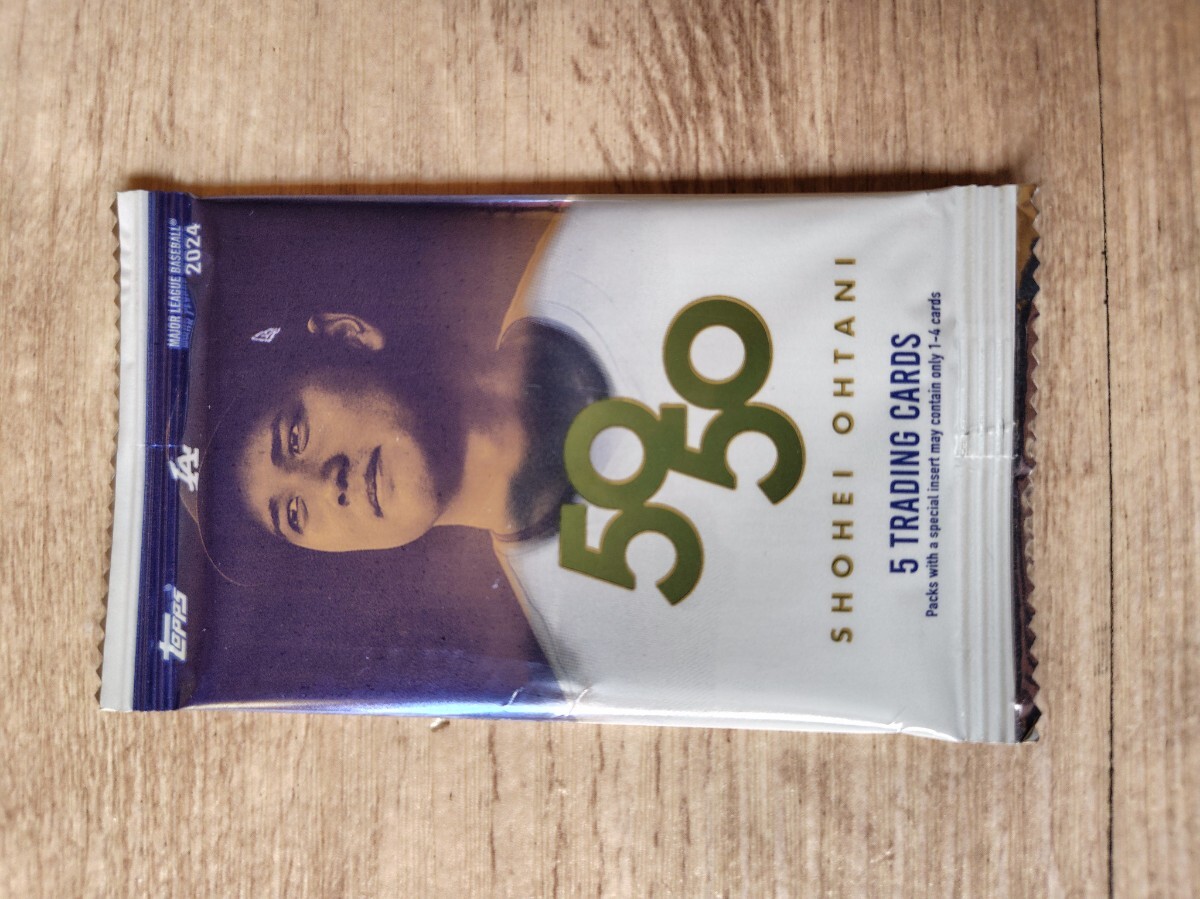 topps
LA
MAJOR LEAGUE BASEBALL®
2024
50
50
SHOHEI OHTANI
5 TRADING CARDS
Packs with a special insert may contain only 1-4 cards